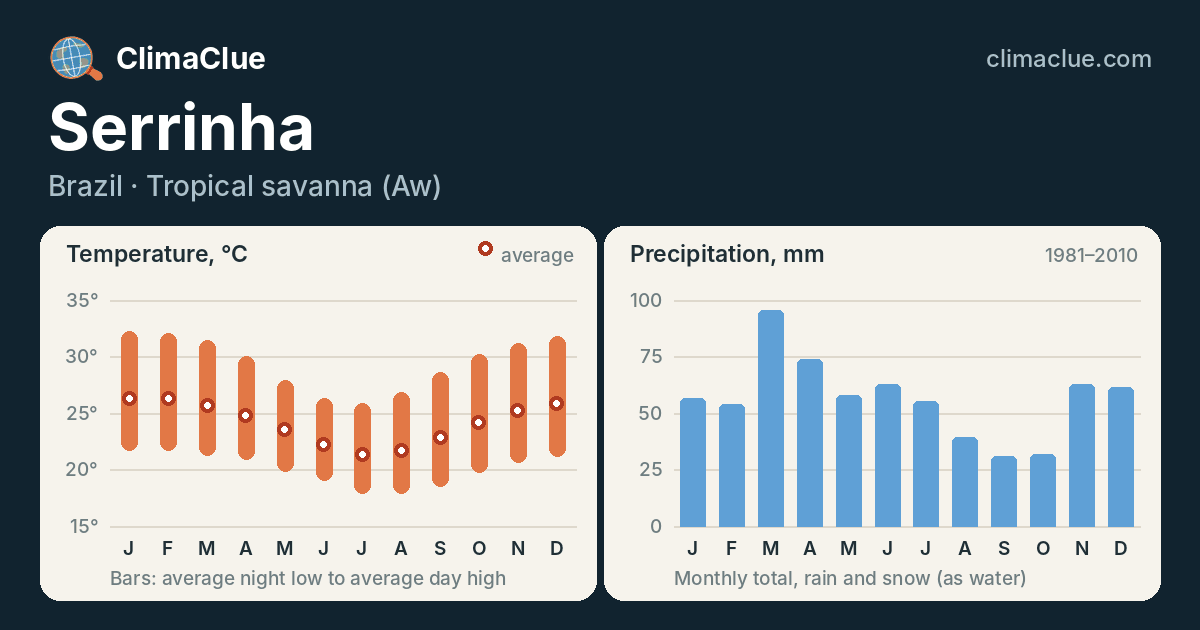 ClimaClue
climaclue.com
Serrinha
Brazil · Tropical savanna (Aw)
Temperature, °C
average
35°
30°
25°
20°
15°
J F M A M J J A S O N D
Bars: average night low to average day high
Precipitation, mm
1981–2010
100
75
50
25
0
J F M A M J J A S O N D
Monthly total, rain and snow (as water)